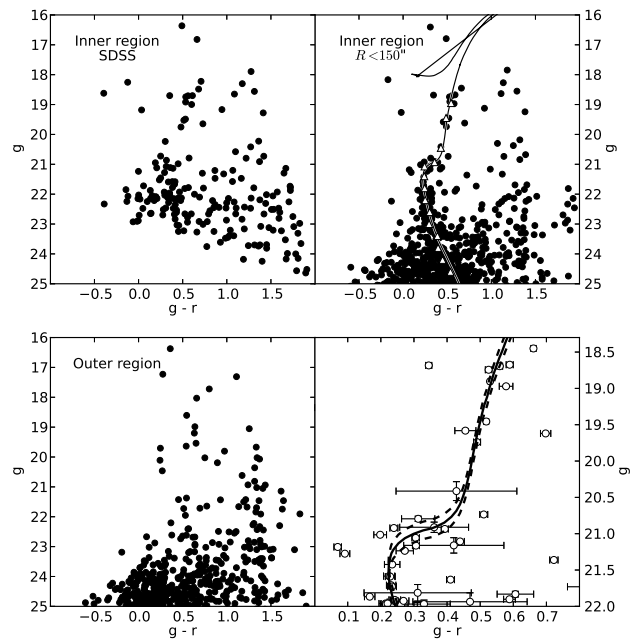 Inner region
SDSS
Inner region
R<150"
16
17
18
19
20
21
22
23
24
25
g
−0.5 0.0 0.5 1.0 1.5
g - r
16
17
18
19
20
21
22
23
24
25
g
−0.5 0.0 0.5 1.0 1.5
g - r
Outer region
16
17
18
19
20
21
22
23
24
25
g
−0.5 0.0 0.5 1.0 1.5
g - r
18.5
19.0
19.5
20.0
20.5
21.0
21.5
22.0
g
0.1 0.2 0.3 0.4 0.5 0.6 0.7
g - r